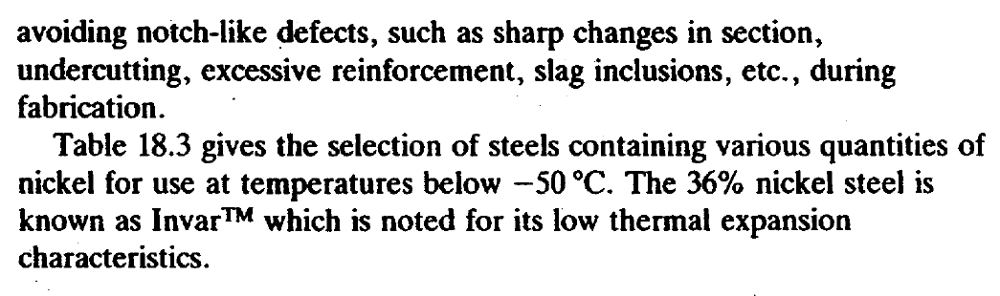 avoiding notch-like defects, such as sharp changes in section,
undercutting, excessive reinforcement, slag inclusions, etc., during
fabrication.
Table 18.3 gives the selection of steels containing various quantities of
nickel for use at temperatures below −50 °C. The 36% nickel steel is
known as Invar™ which is noted for its low thermal expansion
characteristics.